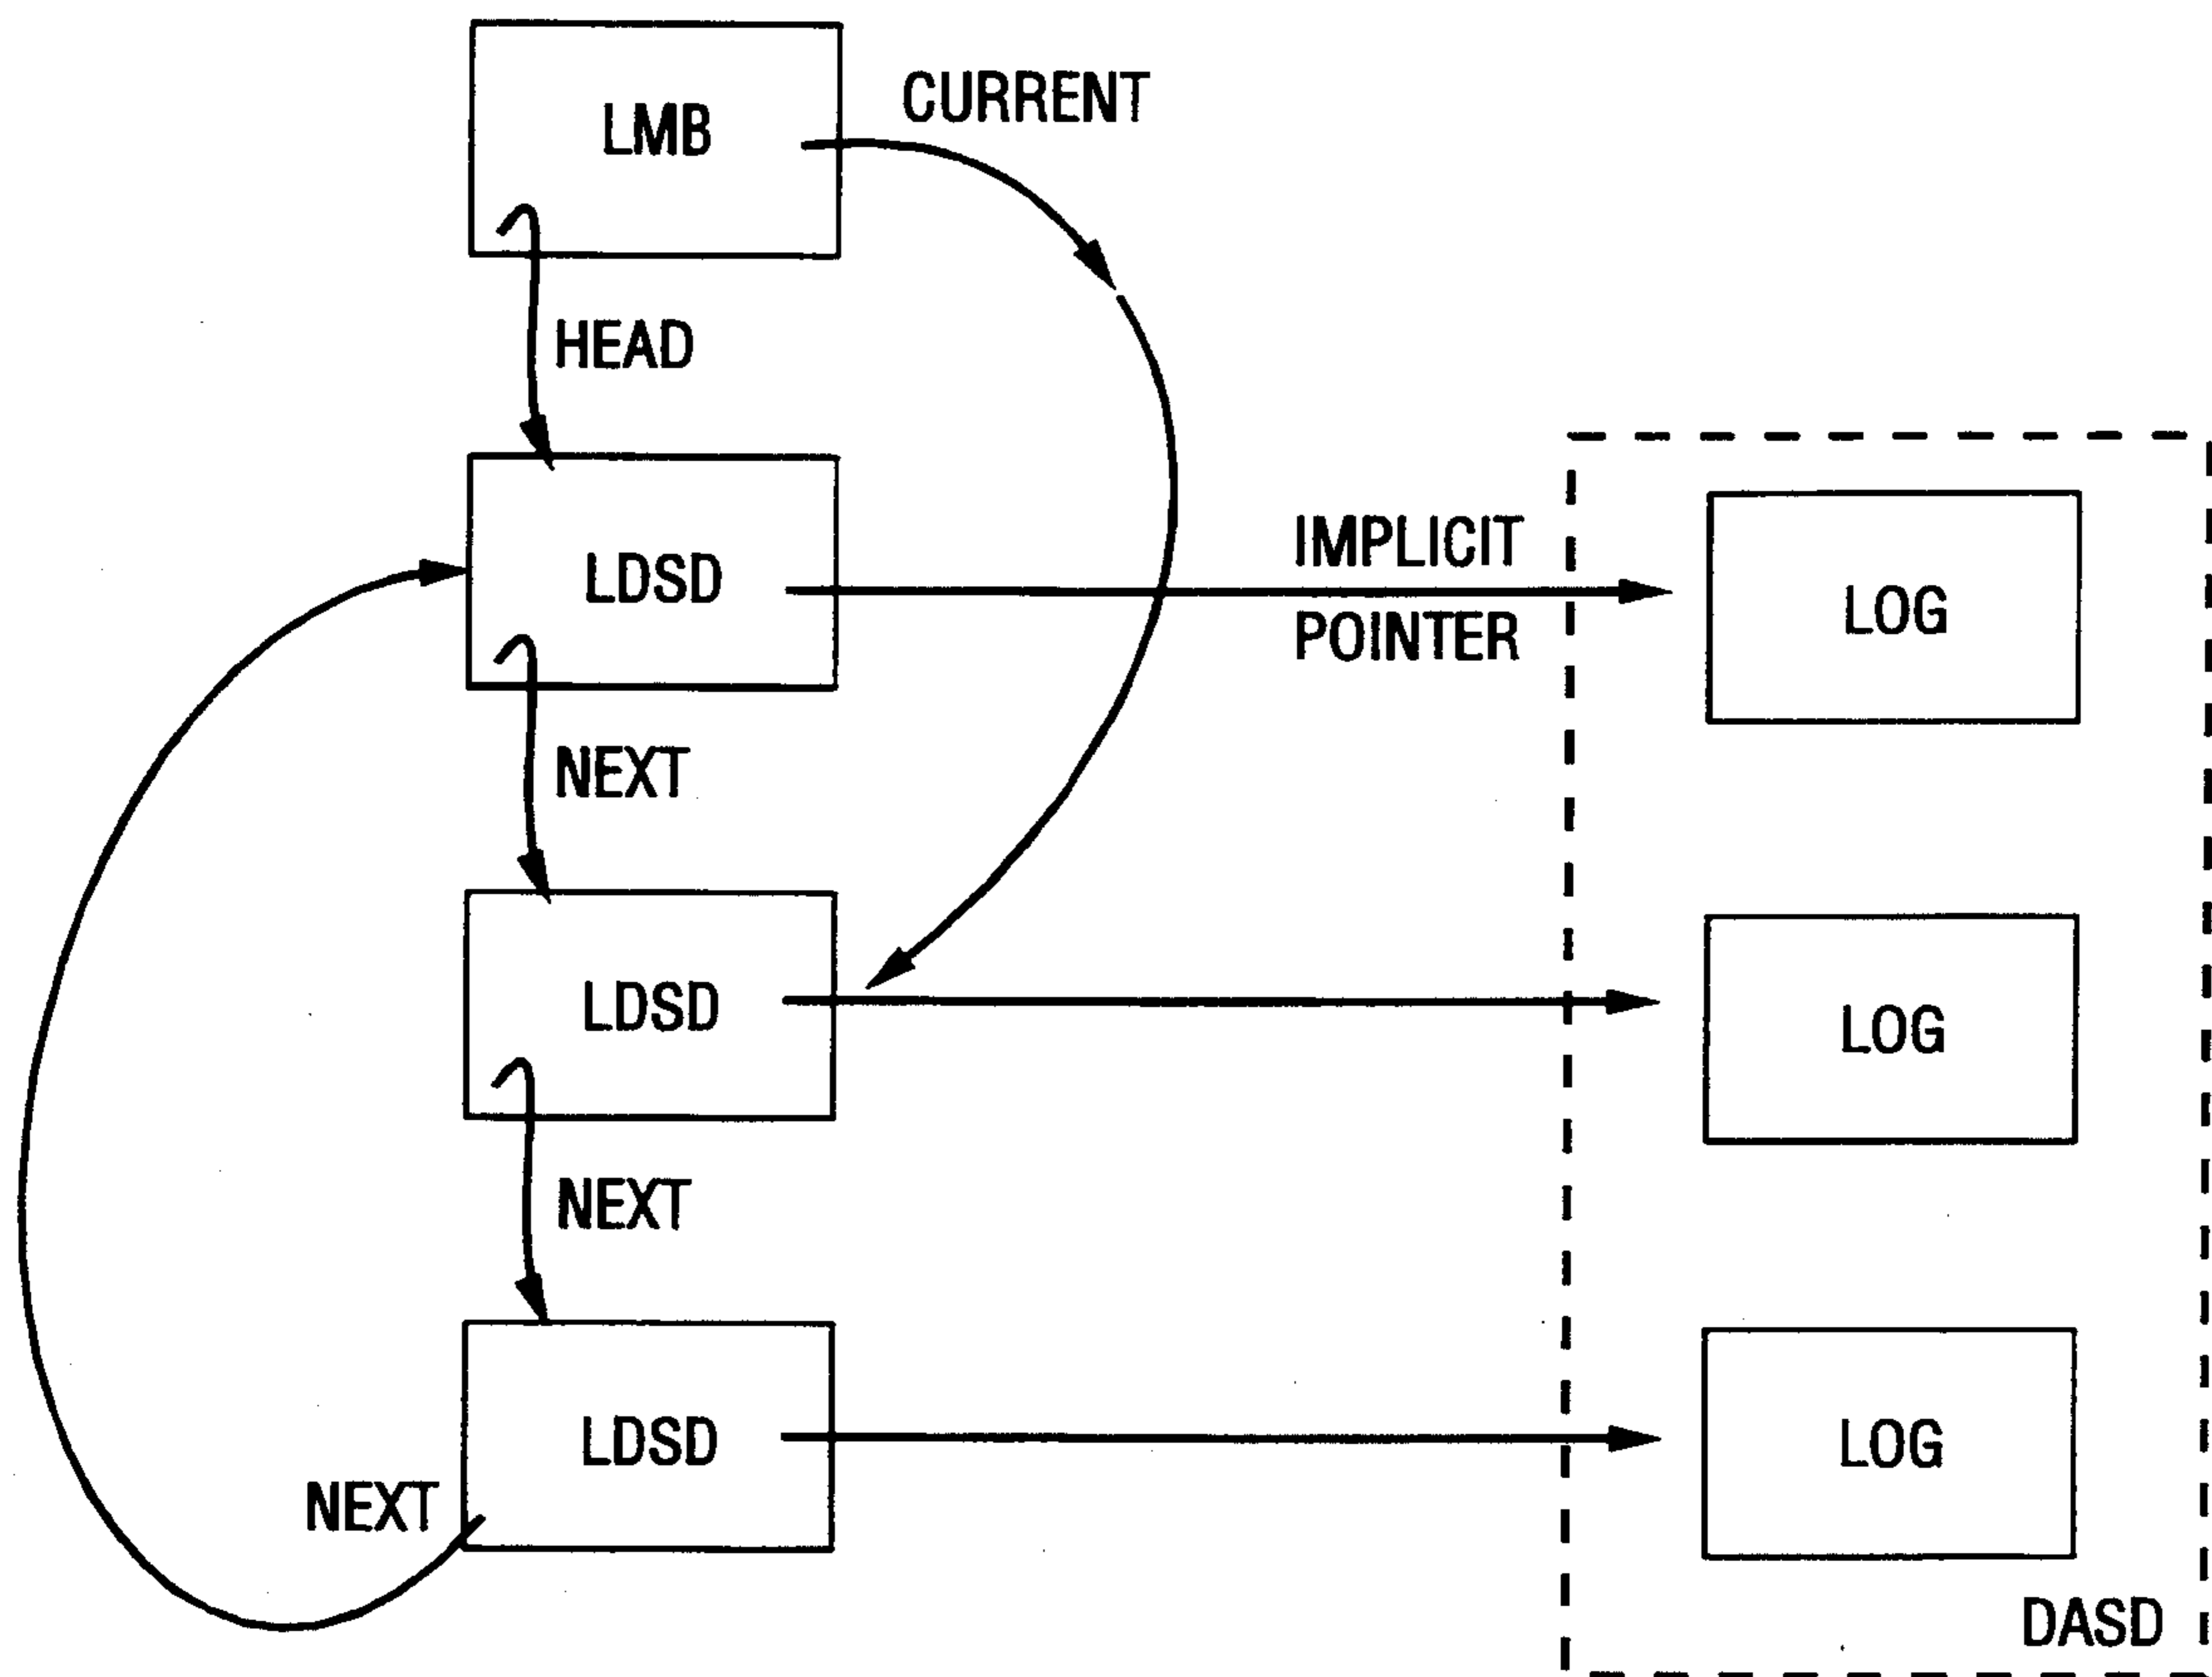 LMB
CURRENT
HEAD
LDSD
IMPLICIT
POINTER
LOG
NEXT
LDSD
LOG
NEXT
LDSD
LOG
NEXT
DASD